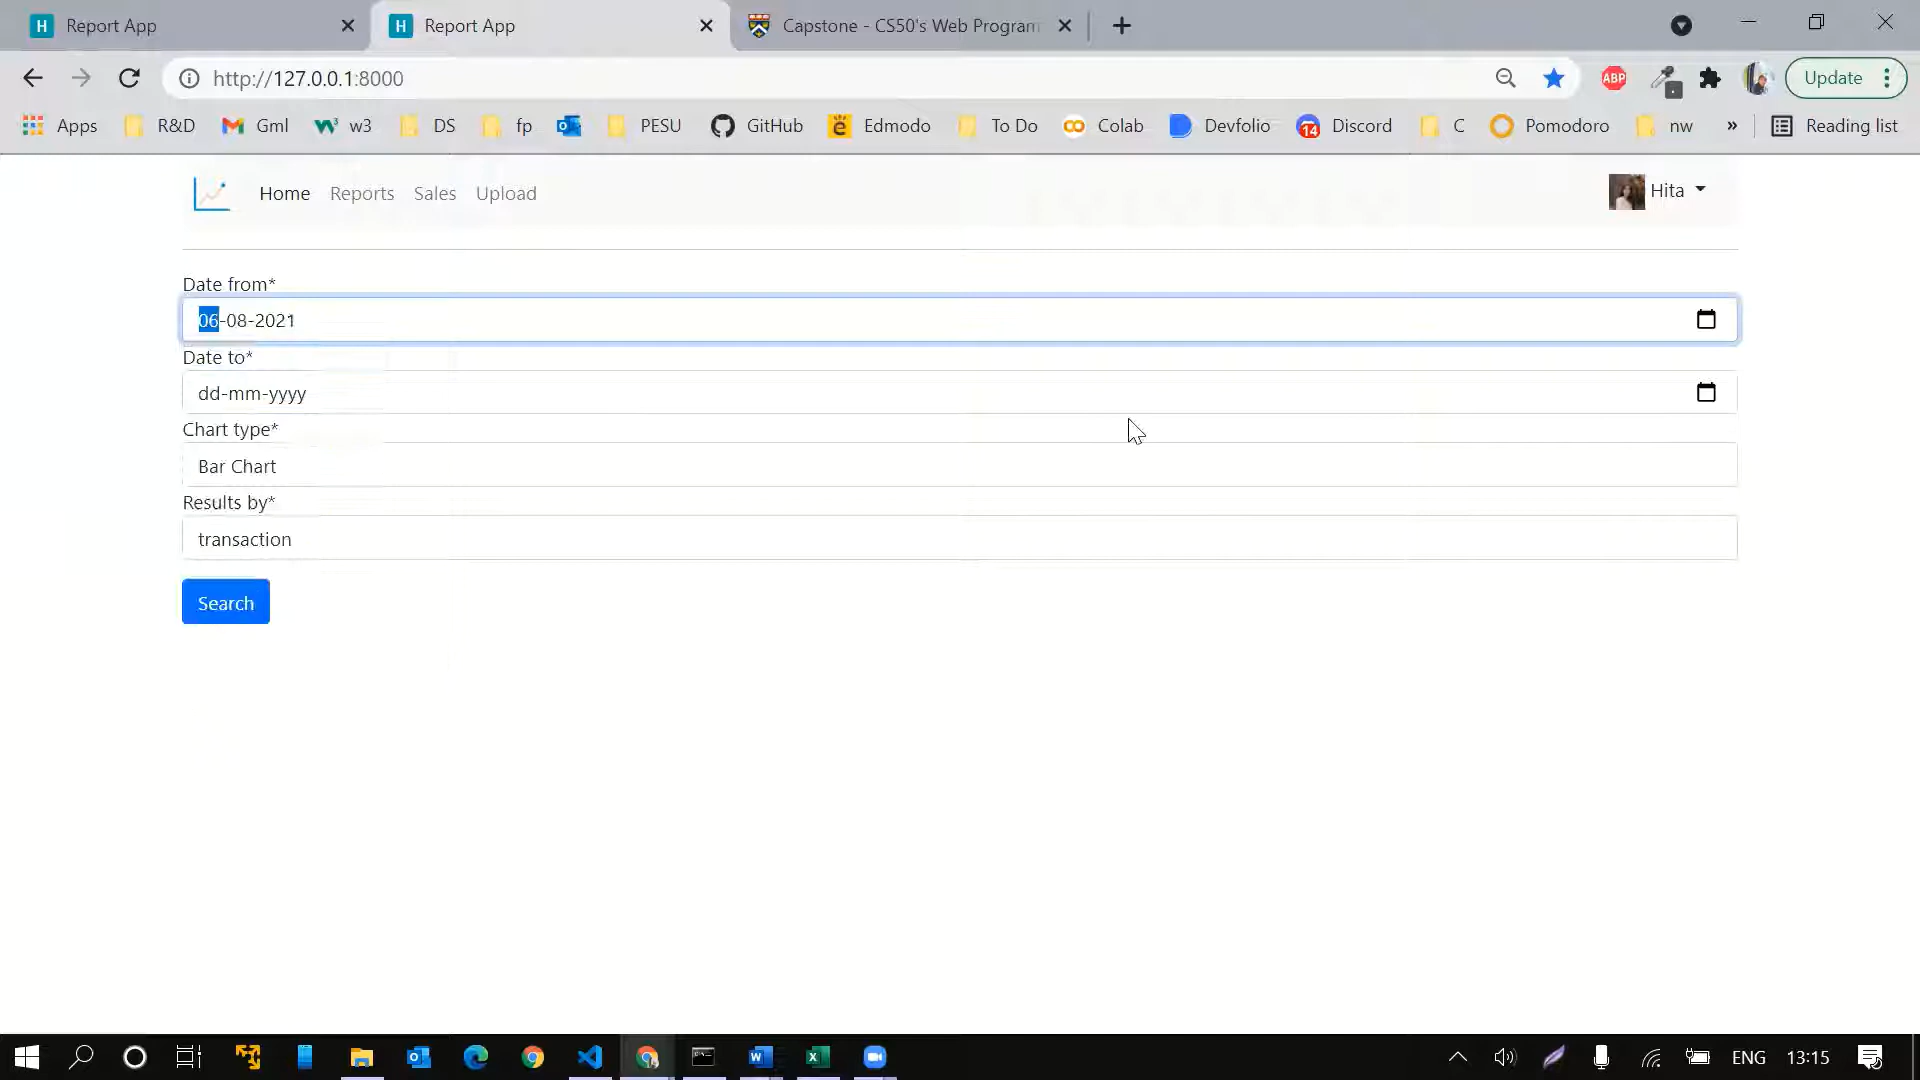 H Report App
H Report App
Capstone - CS50's Web Program
http://127.0.0.1:8000
ABP
Update
Apps
R&D
Gml
w3
DS
fp
PESU
GitHub
Edmodo
To Do
Colab
Devfolio
14 Discord
C
Pomodoro
nw
»
Reading list
Home
Reports
Sales
Upload
Hita
Date from*
06-08-2021
Date to*
dd-mm-yyyy
Chart type*
Bar Chart
Results by*
transaction
Search
ENG
13:15